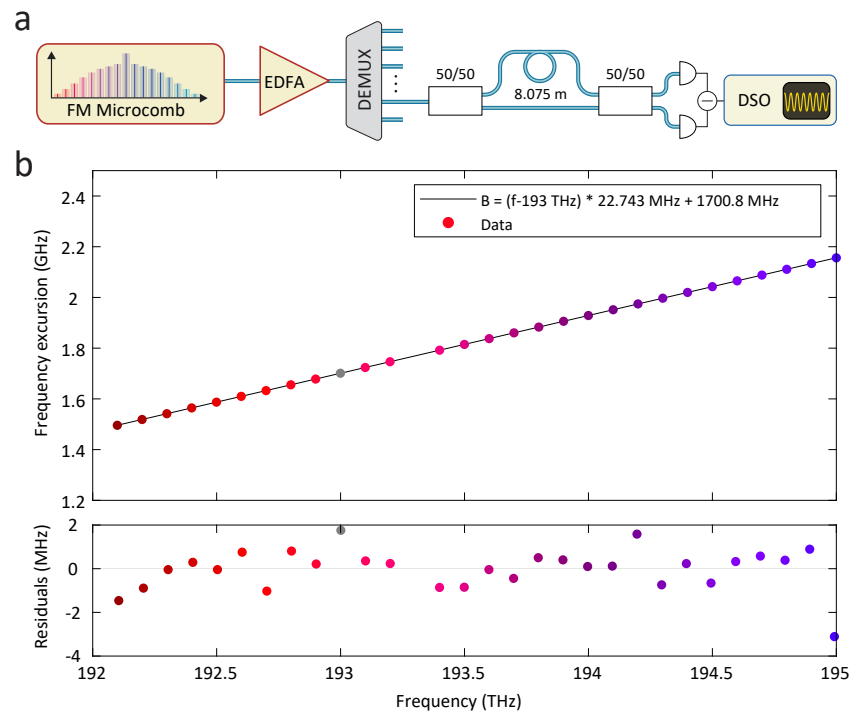 a
FM Microcomb
EDFA
DEMUX
50/50
8.075 m
50/50
DSO
b
Frequency excursion (GHz)
2.4
2.2
2
1.8
1.6
1.4
1.2
B = (f-193 THz) * 22.743 MHz + 1700.8 MHz
Data
Residuals (MHz)
2
0
-2
-4
192
192.5
193
193.5
194
194.5
195
Frequency (THz)